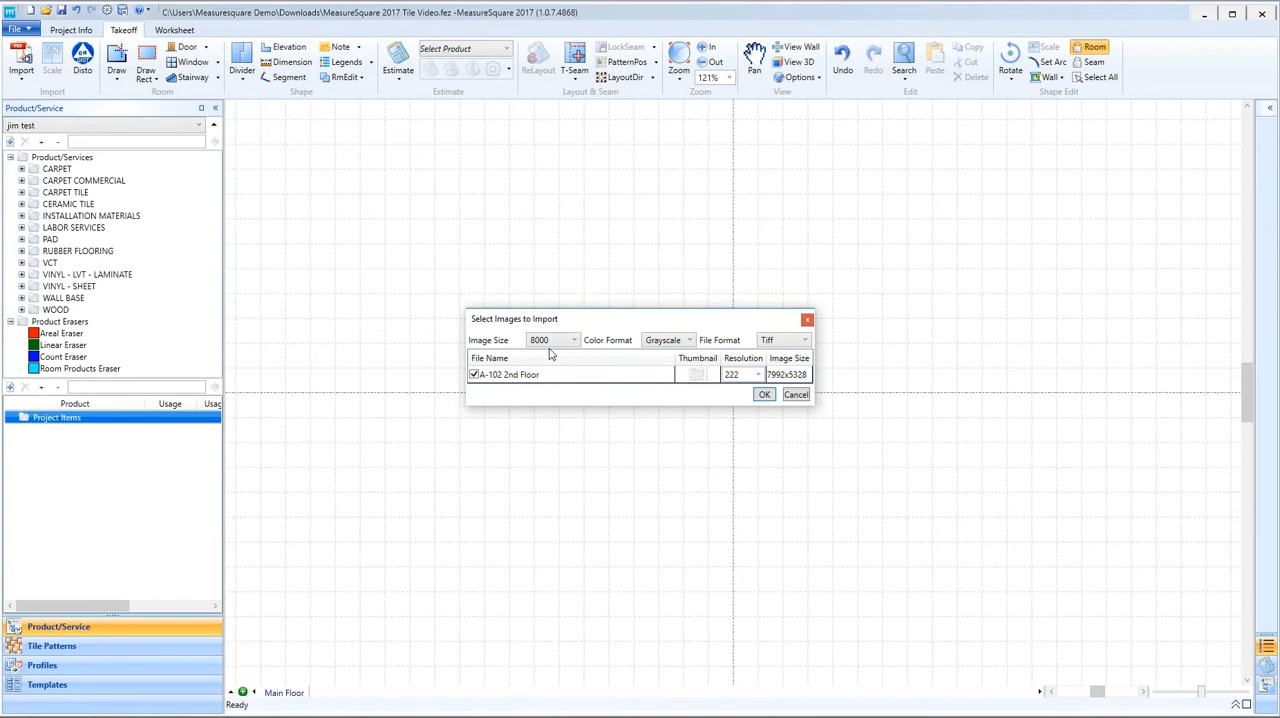 C:\Users\Measuresquare Demo\Downloads\MeasureSquare 2017 Tile Video.fez -MeasureSquare 2017 (1.0.7.4868)
File Project Info Takeoff Worksheet
Import Scale Disto Draw Draw Rect Door Window Stairway Divider Elevation Dimension Segment Note Legends RmEdit Estimate Select Product ReLayout T-Seam LockSeam PatternPos LayoutDir Zoom In Out 121% Pan View Wall View 3D Options Undo Redo Search Paste Copy Cut Delete Rotate Scale Set Arc Wall Room Seam Select All
Import Room Shape Estimate Layout & Seam Zoom View Edit Shape Edit
Product/Service
jim test
Product/Services
CARPET
CARPET COMMERCIAL
CARPET TILE
CERAMIC TILE
INSTALLATION MATERIALS
LABOR SERVICES
PAD
RUBBER FLOORING
VCT
VINYL - LVT - LAMINATE
VINYL - SHEET
WALL BASE
WOOD
Product Erasers
Areal Eraser
Linear Eraser
Count Eraser
Room Products Eraser
Product Usage Usag
Project Items
Product/Service
Tile Patterns
Profiles
Templates
Select Images to Import
Image Size 8000 Color Format Grayscale File Format Tiff
File Name Thumbnail Resolution Image Size
A-102 2nd Floor 222 7992x5328
OK Cancel
Main Floor
Ready